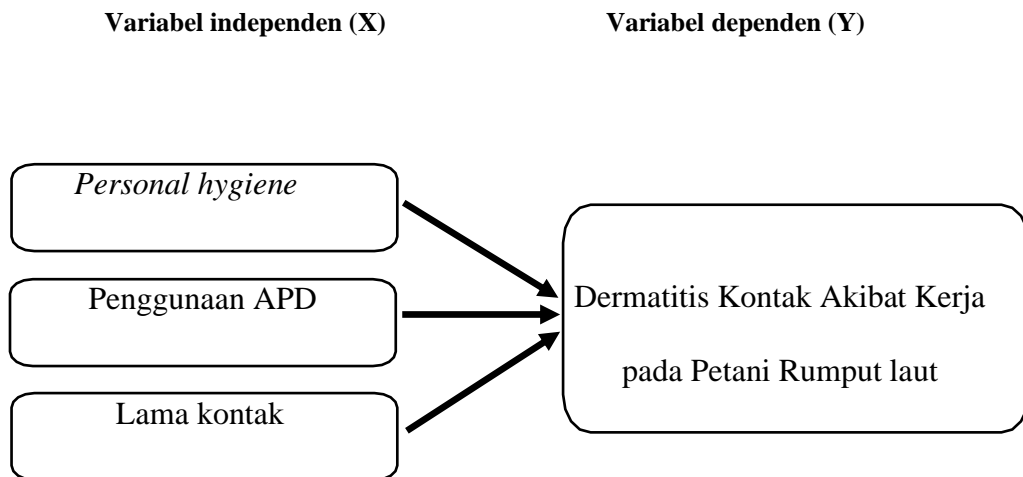 Variabel independen (X)
Variabel dependen (Y)
Personal hygiene
Penggunaan APD
Lama kontak
Dermatitis Kontak Akibat Kerja
pada Petani Rumput laut